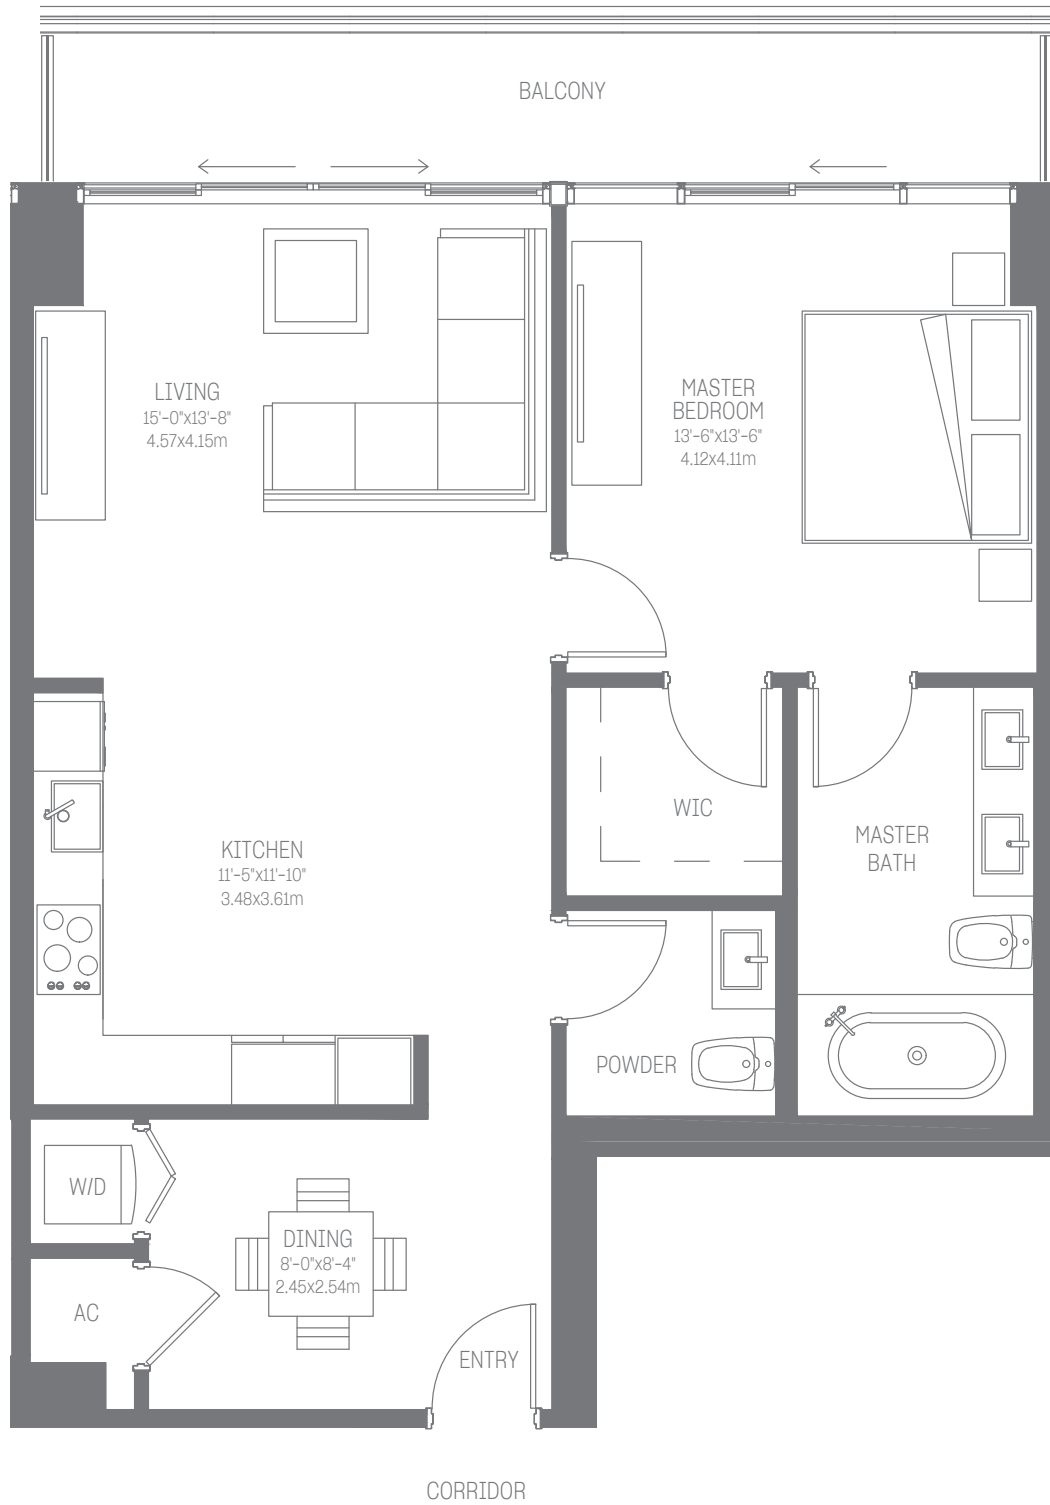 BALCONY
LIVING
15'-0"x13'-8"
4.57x4.15m
MASTER
BEDROOM
13'-6"x13'-6"
4.12x4.11m
WIC
MASTER
BATH
KITCHEN
11'-5"x11'-10"
3.48x3.61m
POWDER
W/D
DINING
8'-0"x8'-4"
2.45x2.54m
AC
ENTRY
CORRIDOR